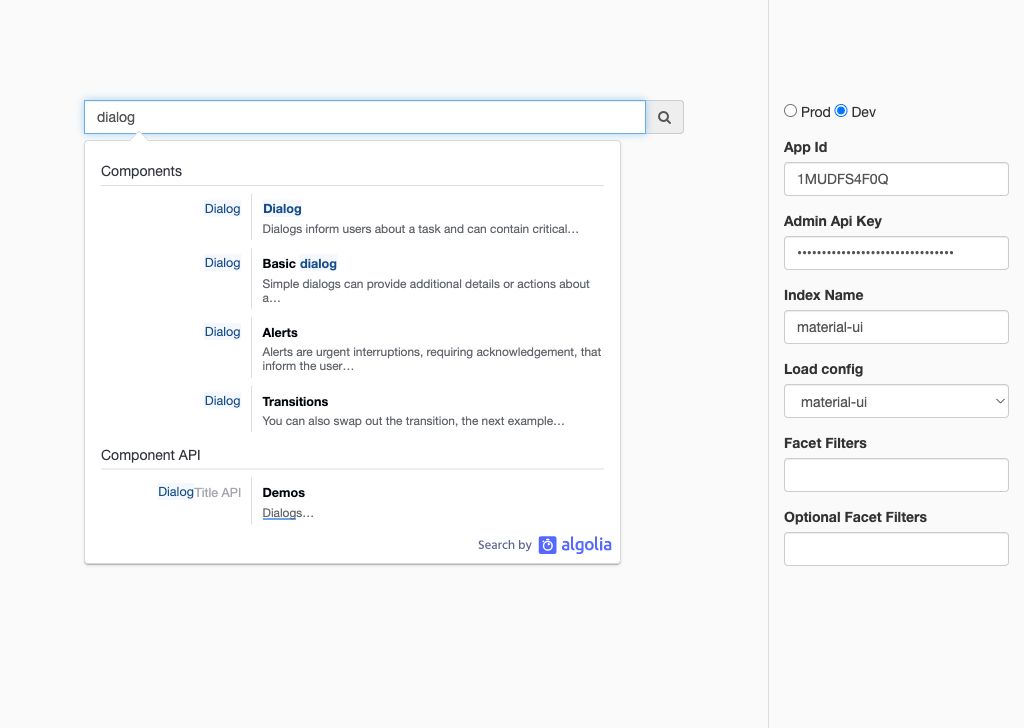 dialog
Components
Dialog Dialog
Dialogs inform users about a task and can contain critical…
Dialog Basic dialog
Simple dialogs can provide additional details or actions about
a…
Dialog Alerts
Alerts are urgent interruptions, requiring acknowledgement, that
inform the user…
Dialog Transitions
You can also swap out the transition, the next example…
Component API
DialogTitle API Demos
Dialogs…
Search by algolia
Prod Dev
App Id
1MUDFS4F0Q
Admin Api Key
Index Name
material-ui
Load config
material-ui
Facet Filters
Optional Facet Filters